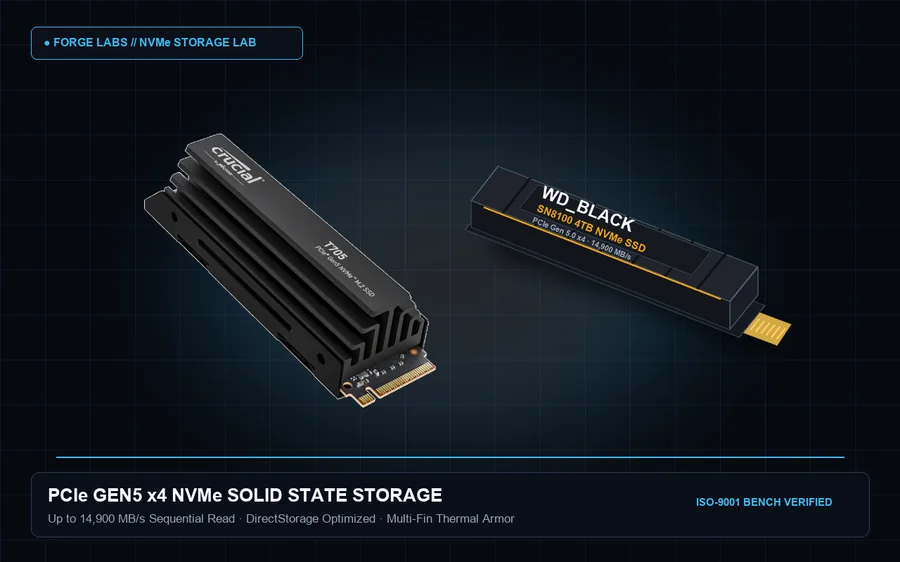 ● FORGE LABS // NVMe STORAGE LAB
crucial
T705
PCIe® Gen5 NVMe™ M.2 SSD
WD_BLACK
SN8100 4TB NVMe SSD
PCIe Gen 5.0 x4 · 14,900 MB/s
PCIe GEN5 x4 NVMe SOLID STATE STORAGE
Up to 14,900 MB/s Sequential Read · DirectStorage Optimized · Multi-Fin Thermal Armor
ISO-9001 BENCH VERIFIED